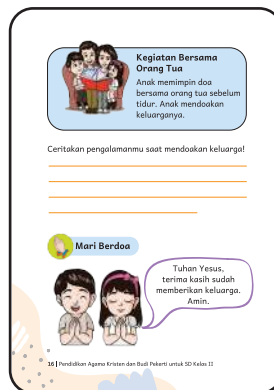 Kegiatan Bersama
Orang Tua
Anak memimpin doa
bersama orang tua sebelum
tidur. Anak mendoakan
keluarganya.
Ceritakan pengalamanmu saat mendoakan keluarga!
Mari Berdoa
Tuhan Yesus,
terima kasih sudah
memberikan keluarga.
Amin.
16 | Pendidikan Agama Kristen dan Budi Pekerti untuk SD Kelas II